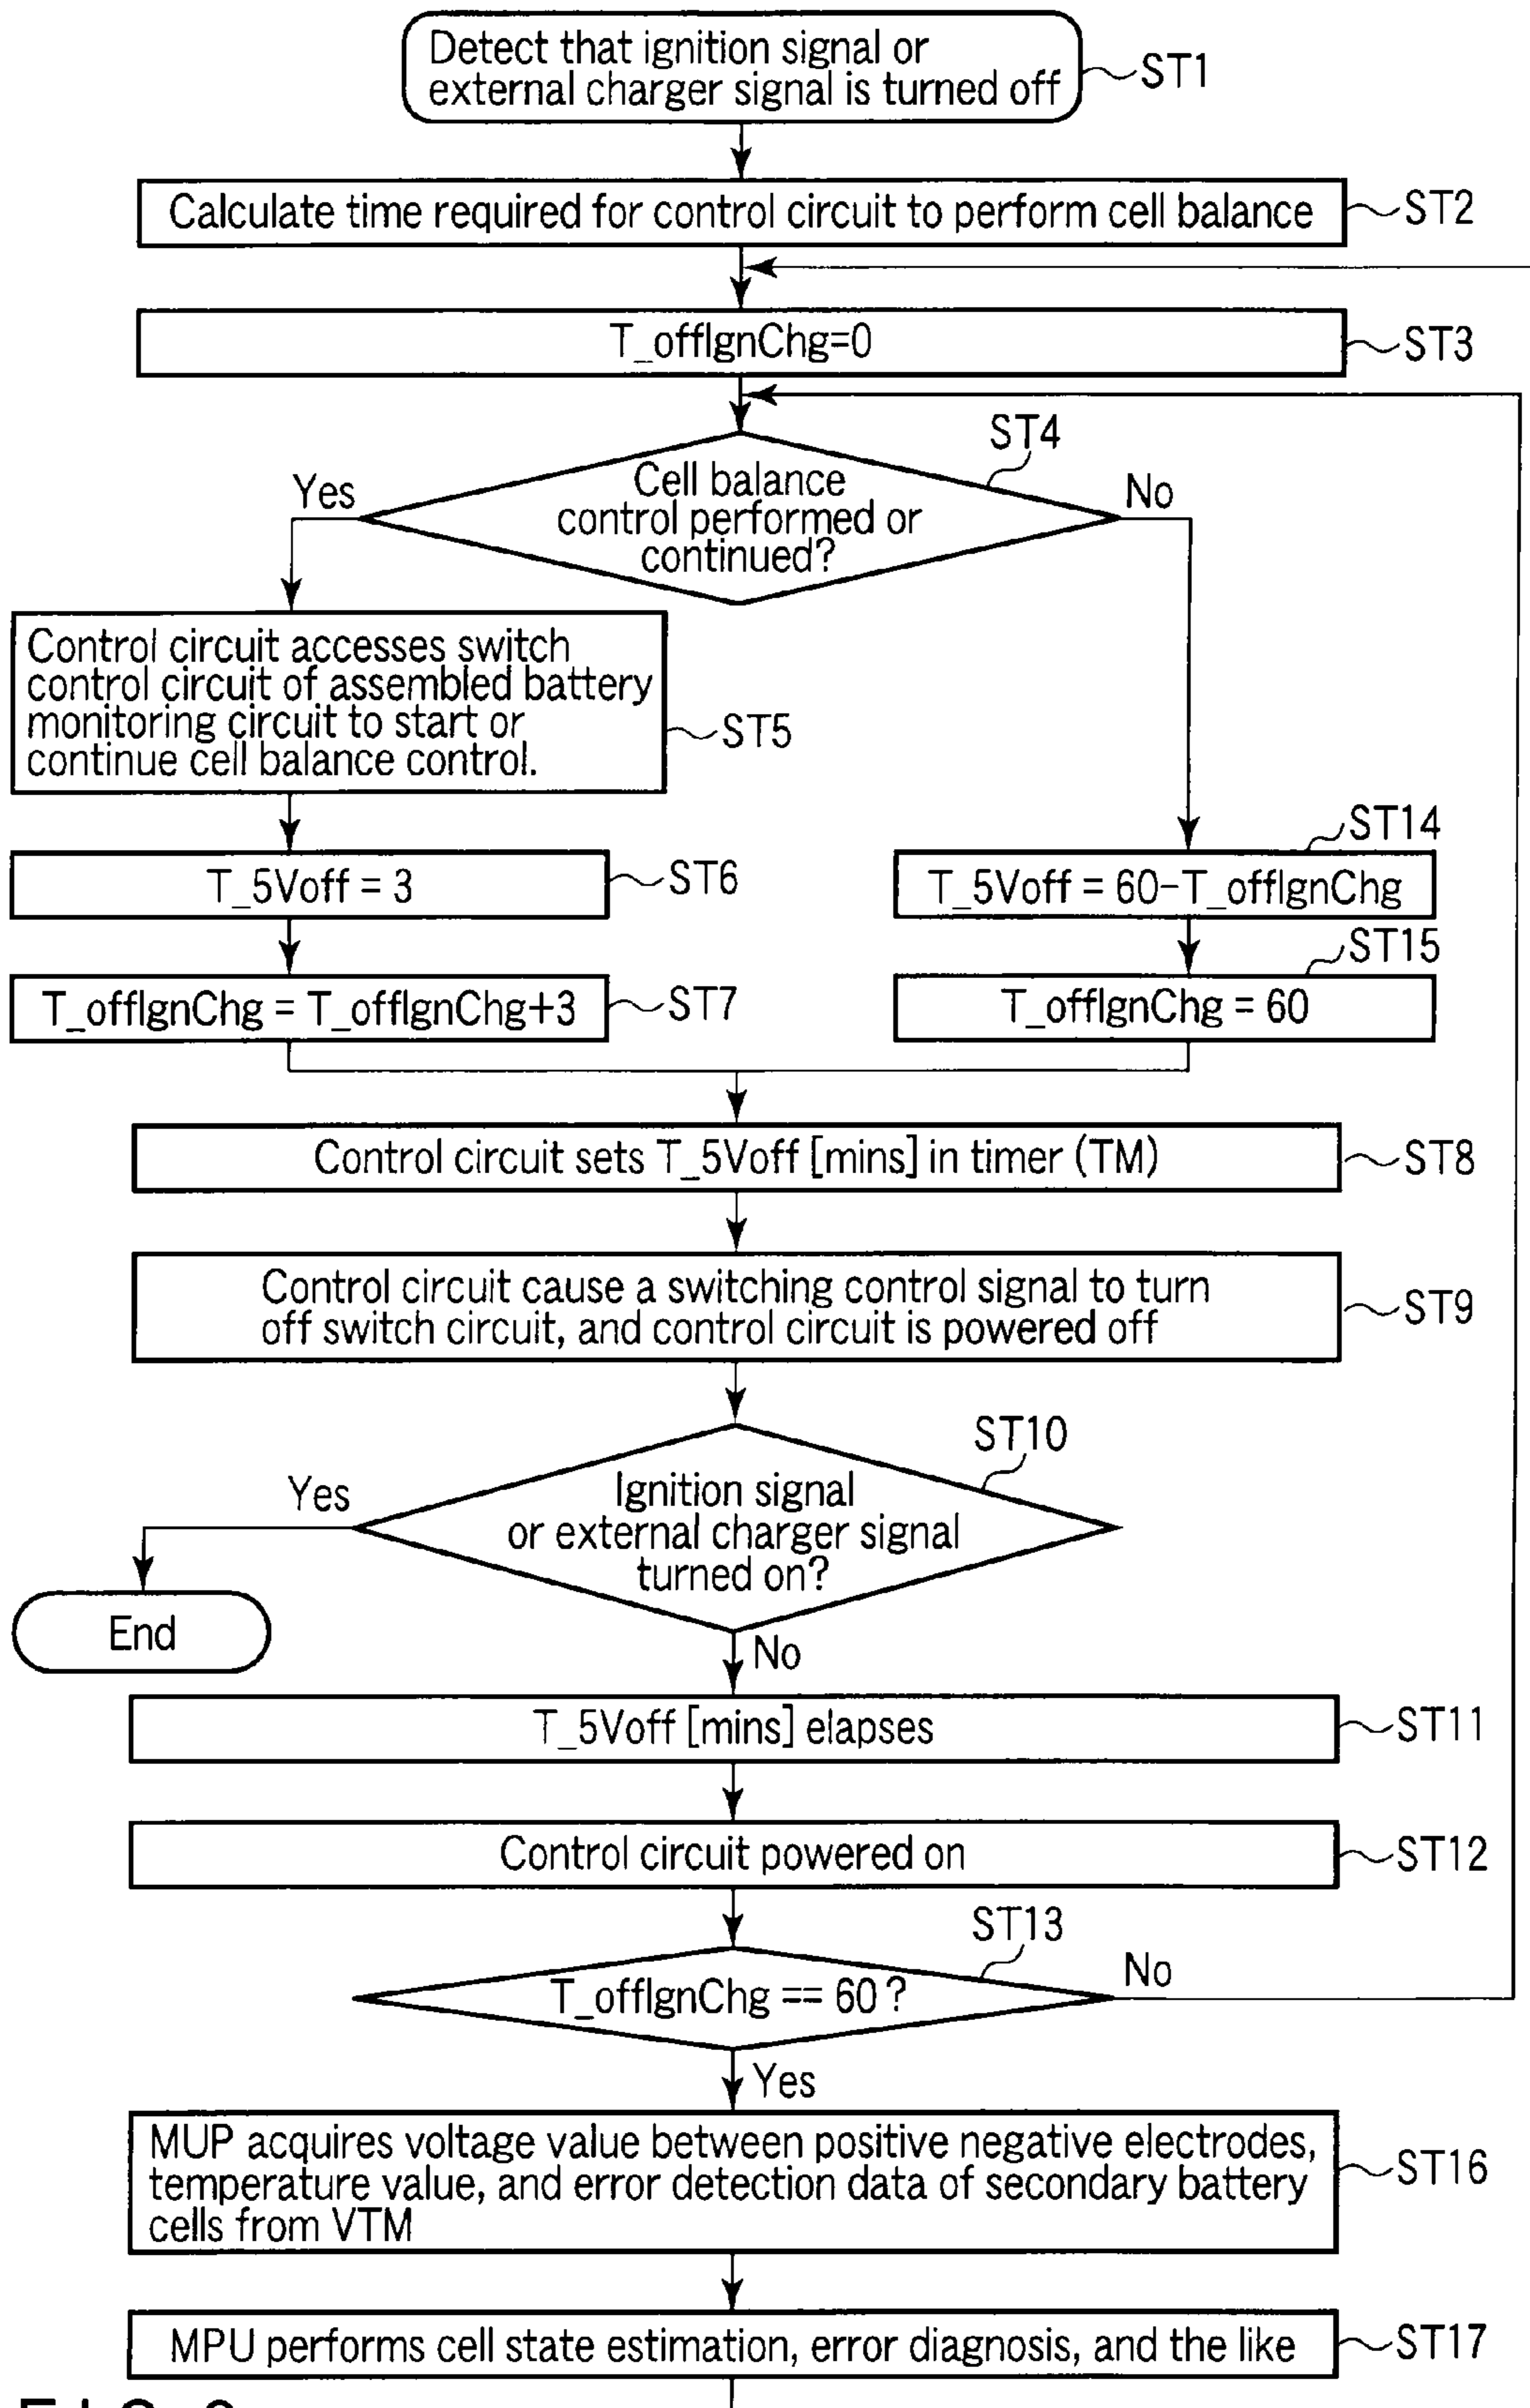 Detect that ignition signal or
external charger signal is turned off
ST1
Calculate time required for control circuit to perform cell balance
ST2
T_offIgnChg=0
ST3
ST4
Cell balance
control performed or
continued?
Yes
No
Control circuit accesses switch
control circuit of assembled battery
monitoring circuit to start or
continue cell balance control.
ST5
T_5Voff = 3
ST6
T_offIgnChg = T_offIgnChg+3
ST7
ST14
T_5Voff = 60-T_offIgnChg
ST15
T_offIgnChg = 60
Control circuit sets T_5Voff [mins] in timer (TM)
ST8
Control circuit cause a switching control signal to turn
off switch circuit, and control circuit is powered off
ST9
ST10
Ignition signal
or external charger signal
turned on?
Yes
End
No
T_5Voff [mins] elapses
ST11
Control circuit powered on
ST12
ST13
T_offIgnChg == 60 ?
No
Yes
MUP acquires voltage value between positive negative electrodes,
temperature value, and error detection data of secondary battery
cells from VTM
ST16
MPU performs cell state estimation, error diagnosis, and the like
ST17